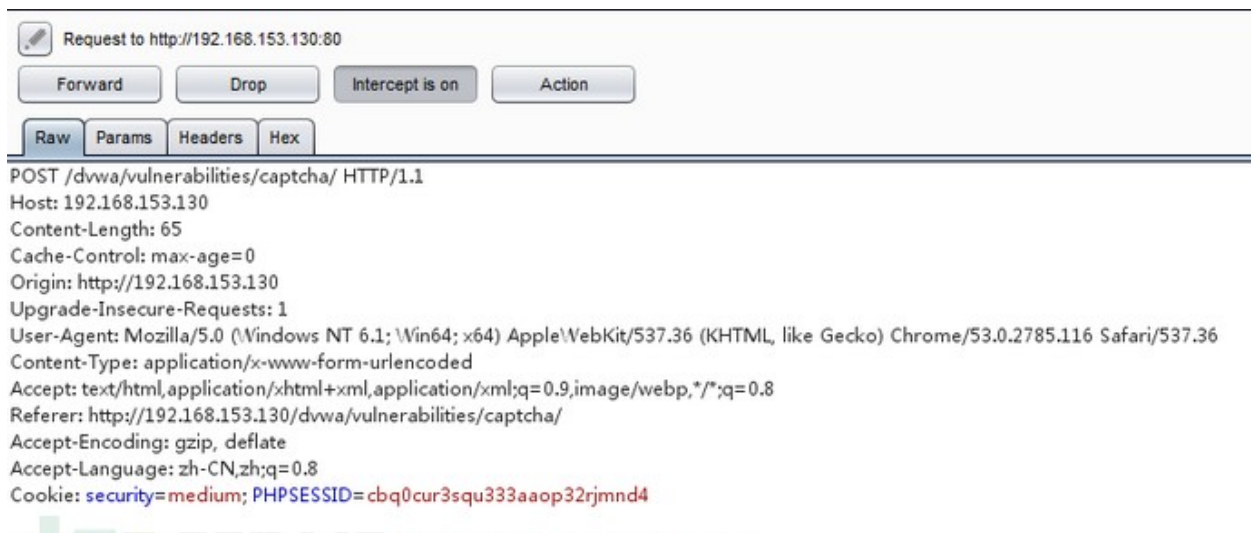 Request to http://192.168.153.130:80
Forward Drop Intercept is on Action
Raw Params Headers Hex
POST /dvwa/vulnerabilities/captcha/ HTTP/1.1
Host: 192.168.153.130
Content-Length: 65
Cache-Control: max-age=0
Origin: http://192.168.153.130
Upgrade-Insecure-Requests: 1
User-Agent: Mozilla/5.0 (Windows NT 6.1; Win64; x64) AppleWebKit/537.36 (KHTML, like Gecko) Chrome/53.0.2785.116 Safari/537.36
Content-Type: application/x-www-form-urlencoded
Accept: text/html,application/xhtml+xml,application/xml;q=0.9,image/webp,*/*;q=0.8
Referer: http://192.168.153.130/dvwa/vulnerabilities/captcha/
Accept-Encoding: gzip, deflate
Accept-Language: zh-CN,zh;q=0.8
Cookie: security=medium; PHPSESSID=cbq0cur3squ333aaop32rjmnd4